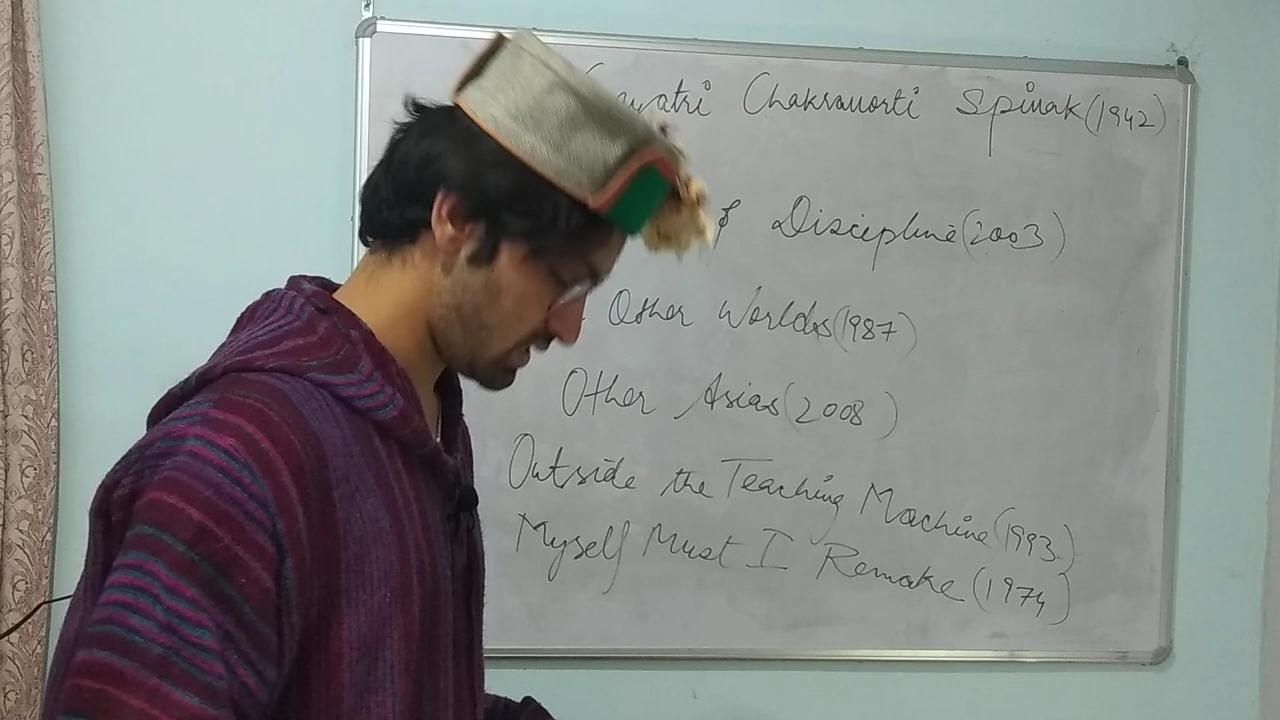 Chakravorti Spivak (1942)
Discipline (2003)
Other Worlds (1987)
Other Asias (2008)
Outside the Teaching Machine (1993)
Myself Must I Remake (1974)